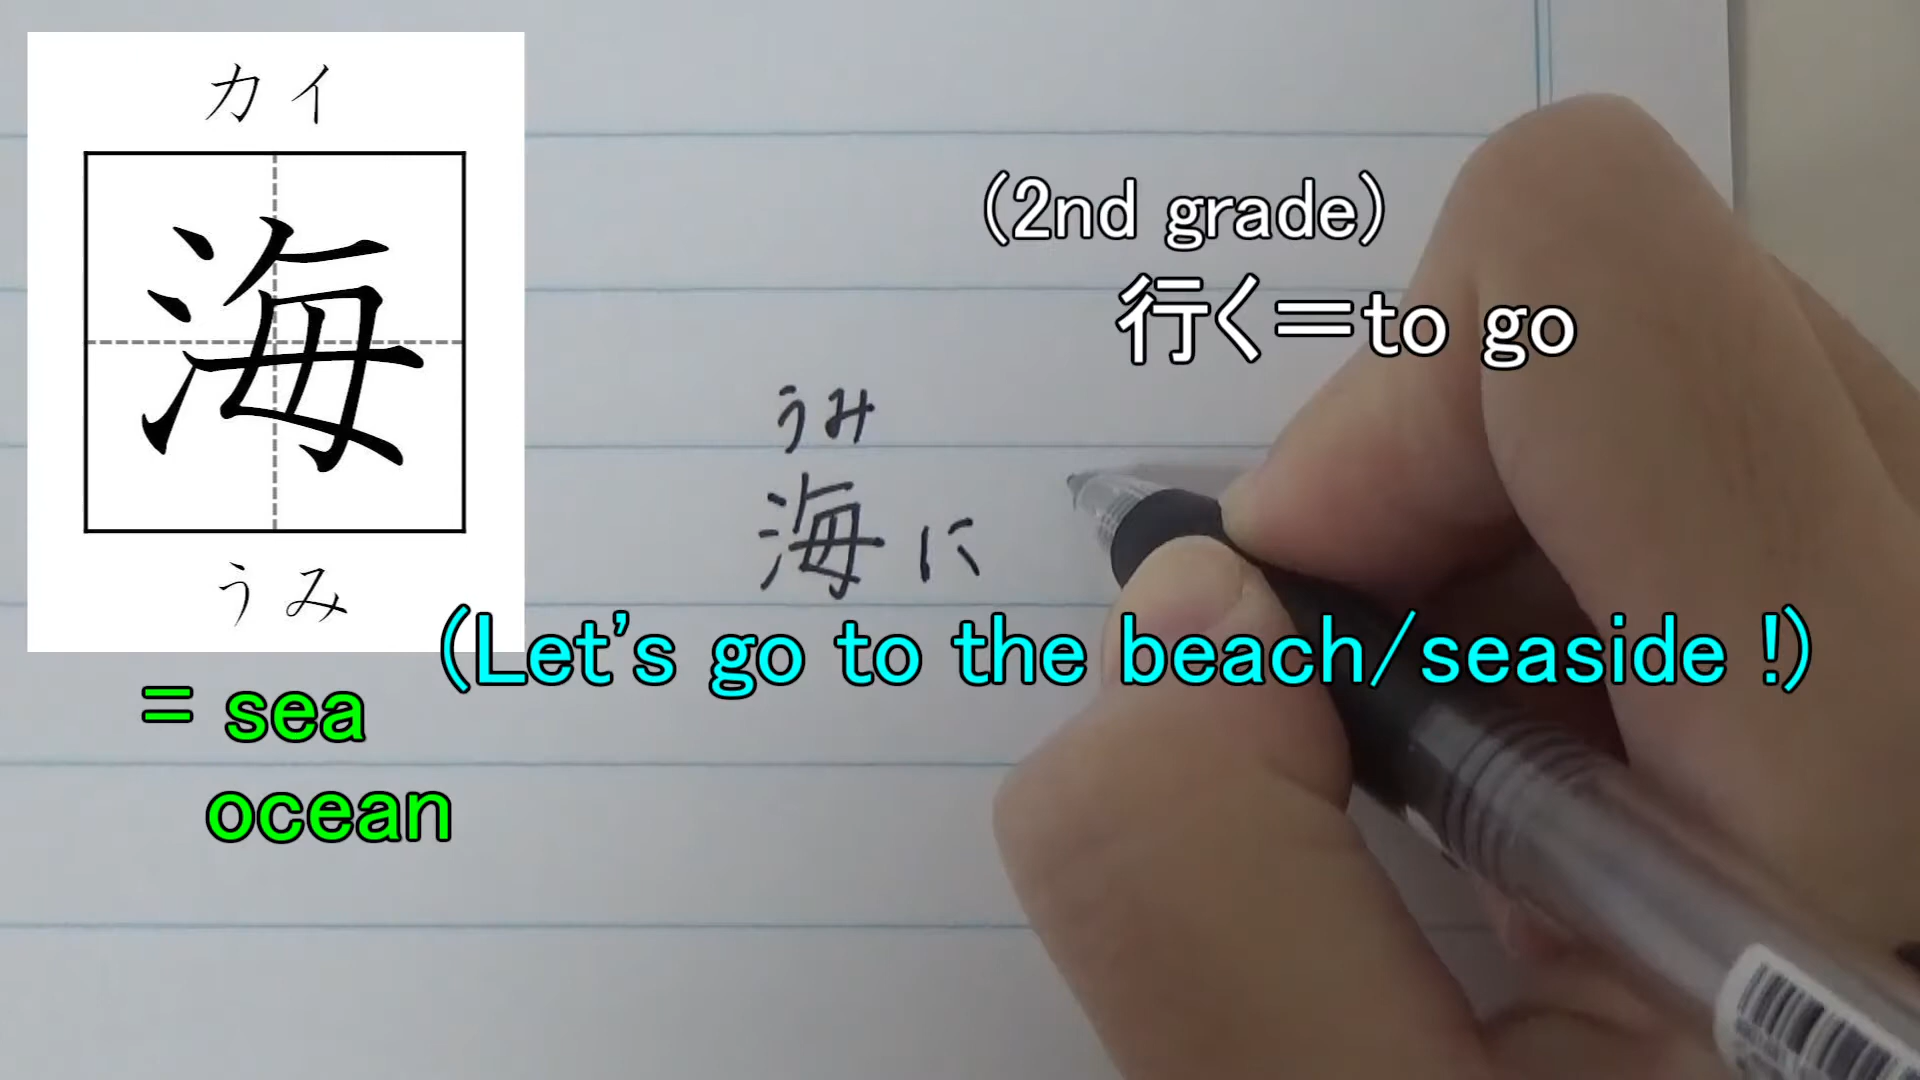 カイ
海
うみ
= sea
ocean
(2nd grade)
行く＝to go
うみ
海に
(Let's go to the beach/seaside !)